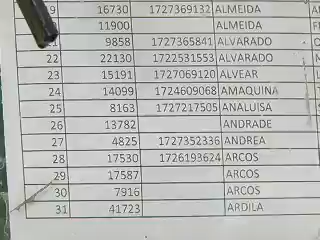 19 16730 1727369132 ALMEIDA
11900 ALMEIDA
9858 1727365841 ALVARADO
22 22130 1722531553 ALVARADO
23 15191 1727069120 ALVEAR
24 14099 1724609068 AMAQUINA
25 8163 1727217505 ANALUISA
26 13782 ANDRADE
27 4825 1727352336 ANDREA
28 17530 1726193624 ARCOS
29 17587 ARCOS
30 7916 ARCOS
31 41723 ARDILA